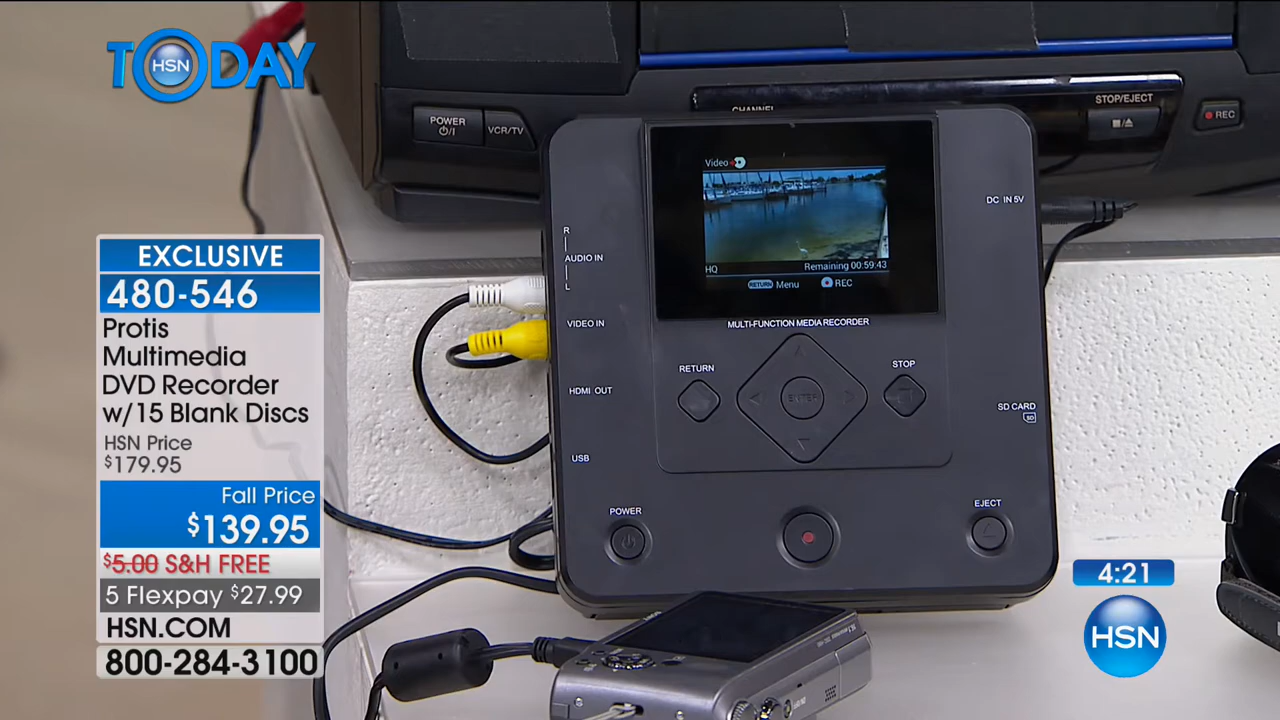 TODAY
HSN
EXCLUSIVE
480-546
Protis
Multimedia
DVD Recorder
w/15 Blank Discs
HSN Price
$179.95
Fall Price
$139.95
$5.00 S&H FREE
5 Flexpay $27.99
HSN.COM
800-284-3100
POWER
VCR/TV
CHANNEL
STOP/EJECT
REC
Video
HQ
Remaining 00:59:43
RETURN Menu
REC
MULTI-FUNCTION MEDIA RECORDER
R
AUDIO IN
L
VIDEO IN
HDMI OUT
USB
DC IN 5V
SD CARD
SD
RETURN
STOP
ENTER
POWER
EJECT
4:21
HSN